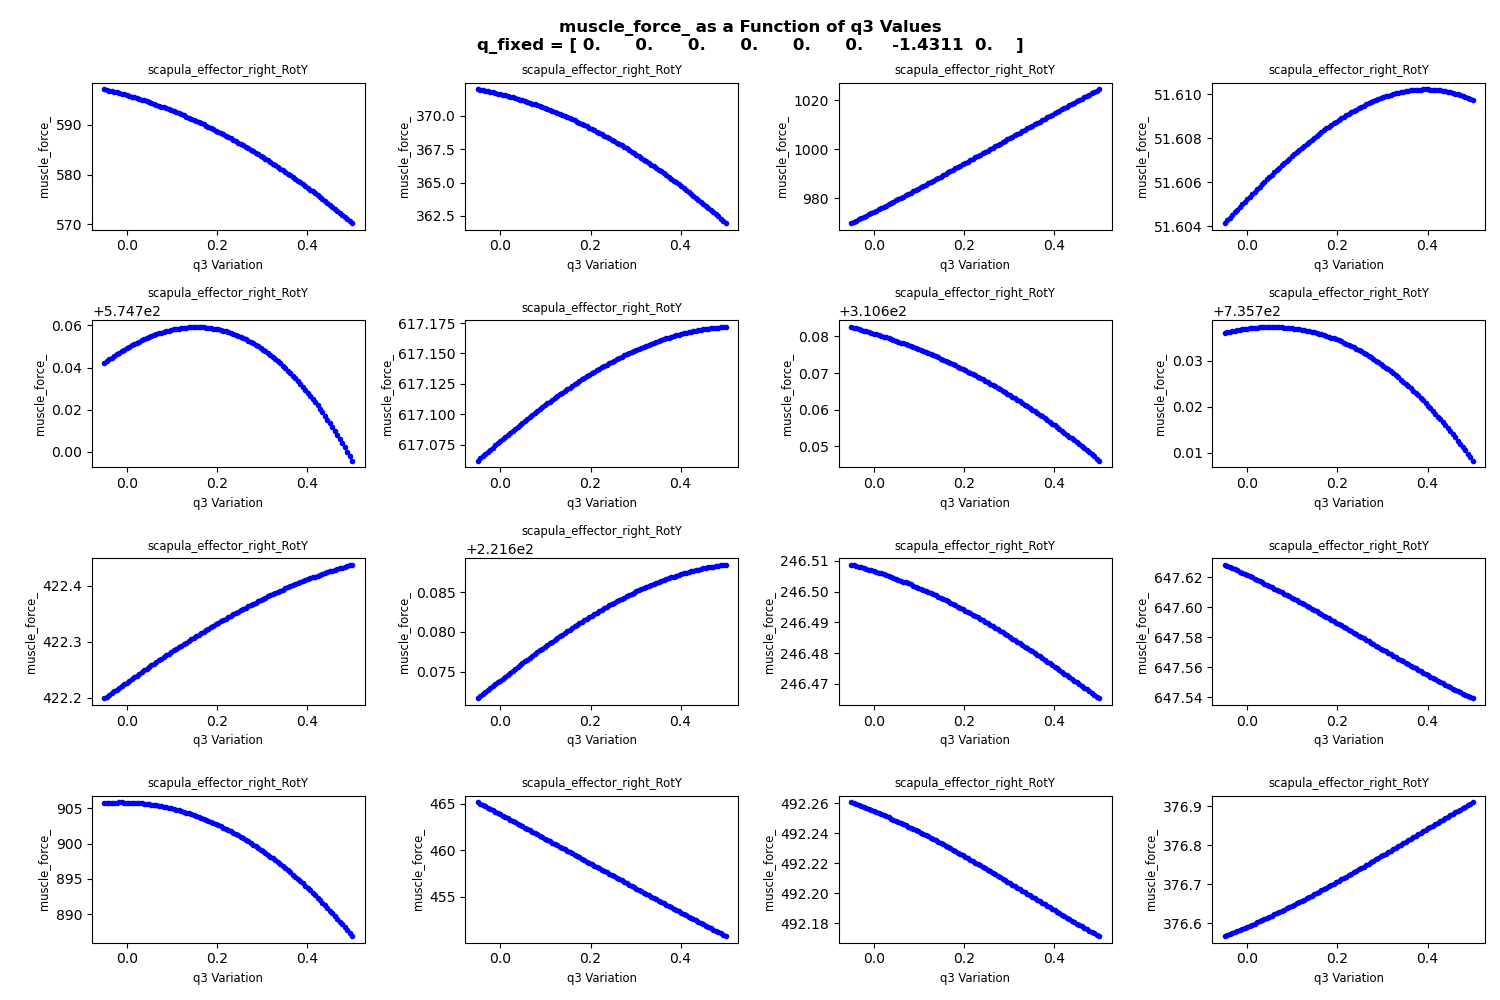 muscle_force_ as a Function of q3 Values
q_fixed = [ 0. 0. 0. 0. 0. 0. -1.4311 0. ]
scapula_effector_right_RotY
muscle_force_
590
580
570
0.0 0.2 0.4
q3 Variation
scapula_effector_right_RotY
muscle_force_
370.0
367.5
365.0
362.5
0.0 0.2 0.4
q3 Variation
scapula_effector_right_RotY
muscle_force_
1020
1000
980
0.0 0.2 0.4
q3 Variation
scapula_effector_right_RotY
muscle_force_
51.610
51.608
51.606
51.604
0.0 0.2 0.4
q3 Variation
scapula_effector_right_RotY
+5.747e2
muscle_force_
0.06
0.04
0.02
0.00
0.0 0.2 0.4
q3 Variation
scapula_effector_right_RotY
muscle_force_
617.175
617.150
617.125
617.100
617.075
0.0 0.2 0.4
q3 Variation
scapula_effector_right_RotY
+3.106e2
muscle_force_
0.08
0.07
0.06
0.05
0.0 0.2 0.4
q3 Variation
scapula_effector_right_RotY
+7.357e2
muscle_force_
0.03
0.02
0.01
0.0 0.2 0.4
q3 Variation
scapula_effector_right_RotY
muscle_force_
422.4
422.3
422.2
0.0 0.2 0.4
q3 Variation
scapula_effector_right_RotY
+2.216e2
muscle_force_
0.085
0.080
0.075
0.0 0.2 0.4
q3 Variation
scapula_effector_right_RotY
muscle_force_
246.51
246.50
246.49
246.48
246.47
0.0 0.2 0.4
q3 Variation
scapula_effector_right_RotY
muscle_force_
647.62
647.60
647.58
647.56
647.54
0.0 0.2 0.4
q3 Variation
scapula_effector_right_RotY
muscle_force_
905
900
895
890
0.0 0.2 0.4
q3 Variation
scapula_effector_right_RotY
muscle_force_
465
460
455
0.0 0.2 0.4
q3 Variation
scapula_effector_right_RotY
muscle_force_
492.26
492.24
492.22
492.20
492.18
0.0 0.2 0.4
q3 Variation
scapula_effector_right_RotY
muscle_force_
376.9
376.8
376.7
376.6
0.0 0.2 0.4
q3 Variation